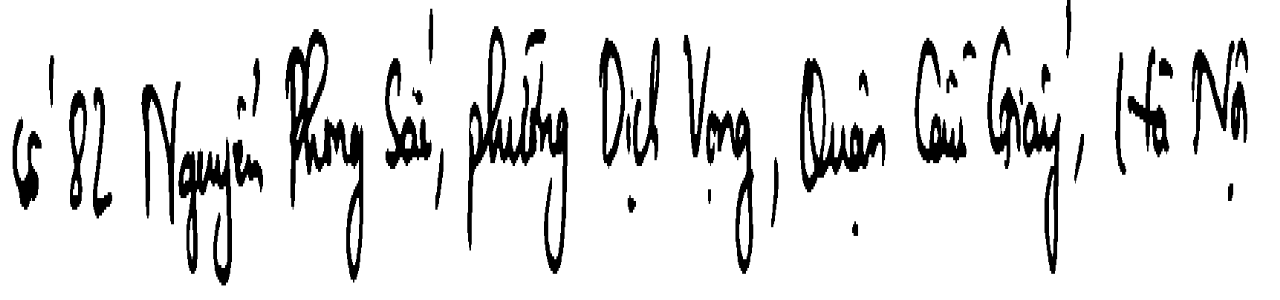 số 82 Nguyễn Phong Sắc, phường Dịch Vọng, Quận Cầu Giấy, Hà Nội